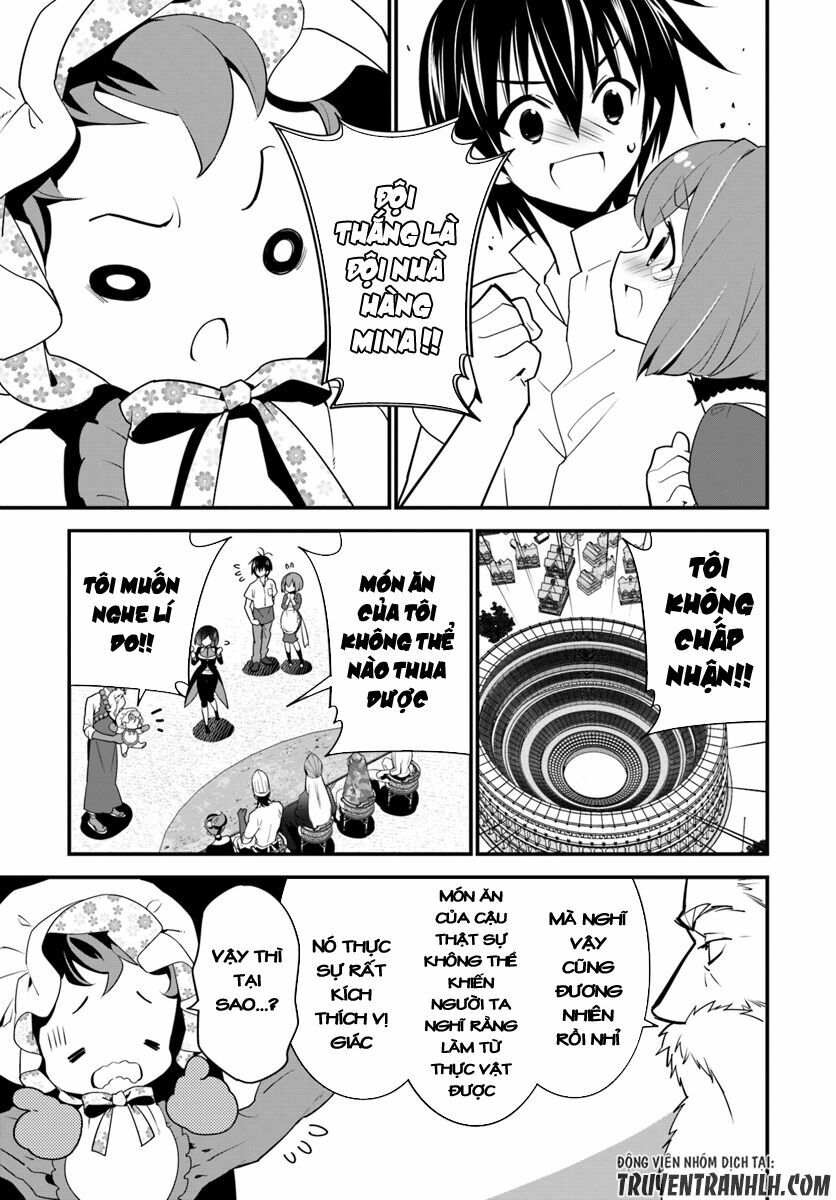 ĐỘI
THẮNG LÀ
ĐỘI NHÀ
HÀNG
MINA!!
TÔI
KHÔNG
CHẤP
NHẬN!!
MÓN ĂN
CỦA TÔI
KHÔNG THỂ
NÀO THUA
ĐƯỢC
TÔI MUỐN
NGHE LÍ
DO!!
MÀ NGHĨ
VẬY
CŨNG
ĐƯƠNG
NHIÊN
RỒI NHỈ
MÓN ĂN
CỦA CẬU
THẬT SỰ
KHÔNG THỂ
KHIẾN
NGƯỜI TA
NGHĨ RẰNG
LÀM TỪ
THỰC VẬT
ĐƯỢC
NÓ THỰC
SỰ RẤT
KÍCH
THÍCH VỊ
GIÁC
VẬY THÌ
TẠI
SAO...?
ĐỘNG VIÊN NHÓM DỊCH TẠI:
TRUYENTRANHLH.COM